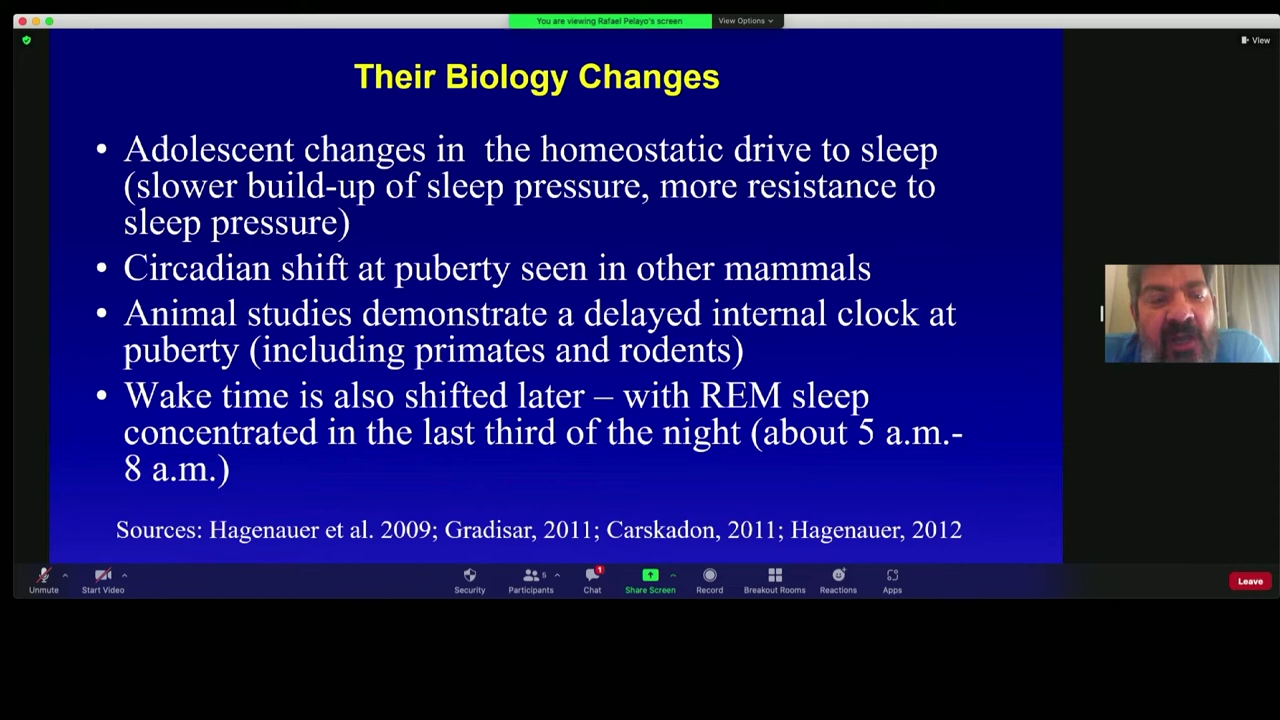 You are viewing Rafael Pelayo's screen
View Options
View
Their Biology Changes
• Adolescent changes in the homeostatic drive to sleep
(slower build-up of sleep pressure, more resistance to
sleep pressure)
• Circadian shift at puberty seen in other mammals
• Animal studies demonstrate a delayed internal clock at
puberty (including primates and rodents)
• Wake time is also shifted later – with REM sleep
concentrated in the last third of the night (about 5 a.m.-
8 a.m.)
Sources: Hagenauer et al. 2009; Gradisar, 2011; Carskadon, 2011; Hagenauer, 2012
Unmute
Start Video
Security
Participants
5
Chat
1
Share Screen
Record
Breakout Rooms
Reactions
Apps
Leave